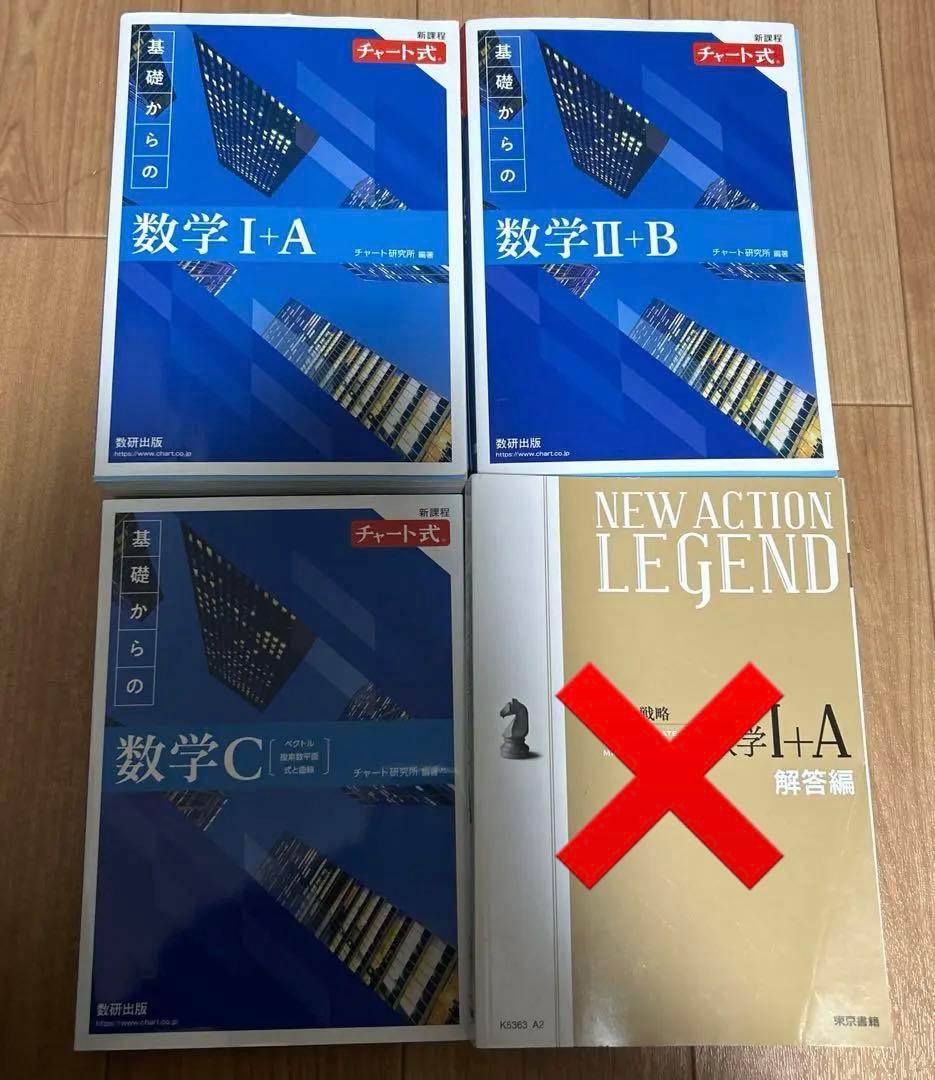 新課程
チャート式®
基礎からの
数学I+A
チャート研究所 編著
数研出版
https://www.chart.co.jp
新課程
チャート式®
基礎からの
数学II+B
チャート研究所 編著
数研出版
https://www.chart.co.jp
新課程
チャート式®
基礎からの
数学C
ベクトル
複素数平面
式と曲線
チャート研究所 編著
数研出版
https://www.chart.co.jp
NEW ACTION
LEGEND
戦略
学I+A
解答編
K5363 A2
東京書籍